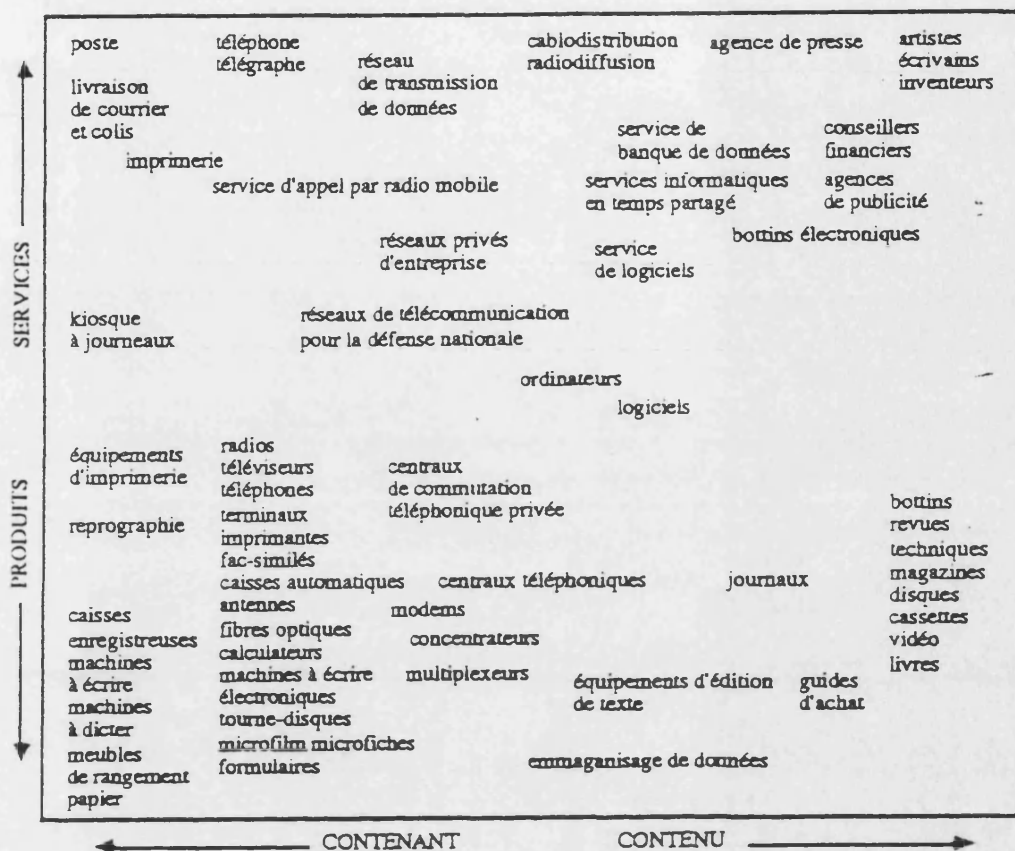 poste
livraison
de courrier
et colis
imprimerie
téléphone
télégraphe
réseau
de transmission
de données
service d'appel par radio mobile
cablodistribution
radiodiffusion
agence de presse
artistes
écrivains
inventeurs
service de
banque de données
conseillers
financiers
services informatiques
en temps partagé
agences
de publicité
réseaux privés
d'entreprise
service
de logiciels
bottins électroniques
kiosque
à journeaux
réseaux de télécommunication
pour la défense nationale
ordinateurs
logiciels
équipements
d'imprimerie
reprographie
radios
téléviseurs
téléphones
terminaux
imprimantes
fac-similés
caisses automatiques
antennes
fibres optiques
calculateurs
machines à écrire
électroniques
tourne-disques
microfilm microfiches
formulaires
centraux
de commutation
téléphonique privée
centraux téléphoniques
modems
concentrateurs
multiplexeurs
journaux
bottins
revues
techniques
magazines
disques
cassettes
vidéo
livres
caisses
enregistreuses
machines
à écrire
machines
à dicter
meubles
de rangement
papier
équipements d'édition
de texte
guides
d'achat
emmaganisage de données
SERVICES
PRODUITS
CONTENANT
CONTENU